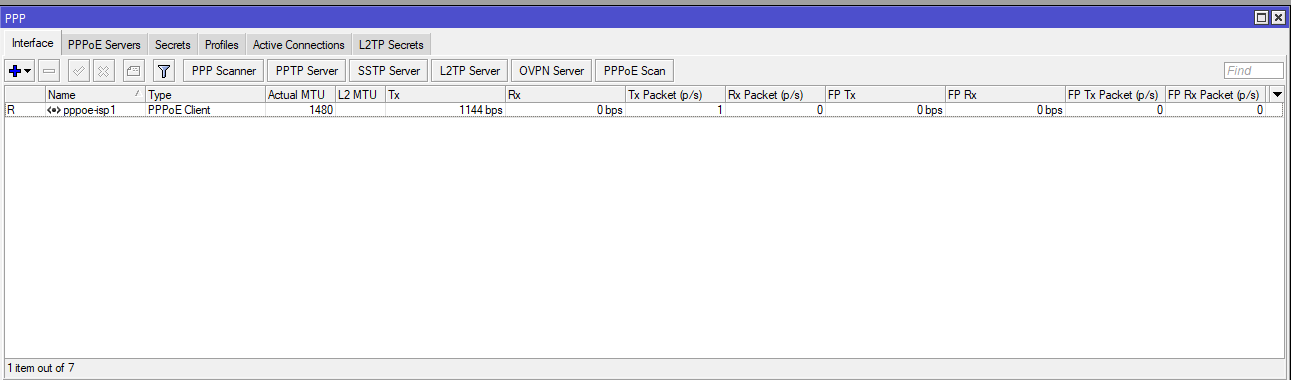 PPP
Interface PPPoE Servers Secrets Profiles Active Connections L2TP Secrets
PPP Scanner PPTP Server SSTP Server L2TP Server OVPN Server PPPoE Scan Find
Name Type Actual MTU L2 MTU Tx Rx Tx Packet (p/s) Rx Packet (p/s) FP Tx FP Rx FP Tx Packet (p/s) FP Rx Packet (p/s)
R pppoe-isp1 PPPoE Client 1480 1144 bps 0 bps 1 0 0 bps 0 bps 0 0
1 item out of 7